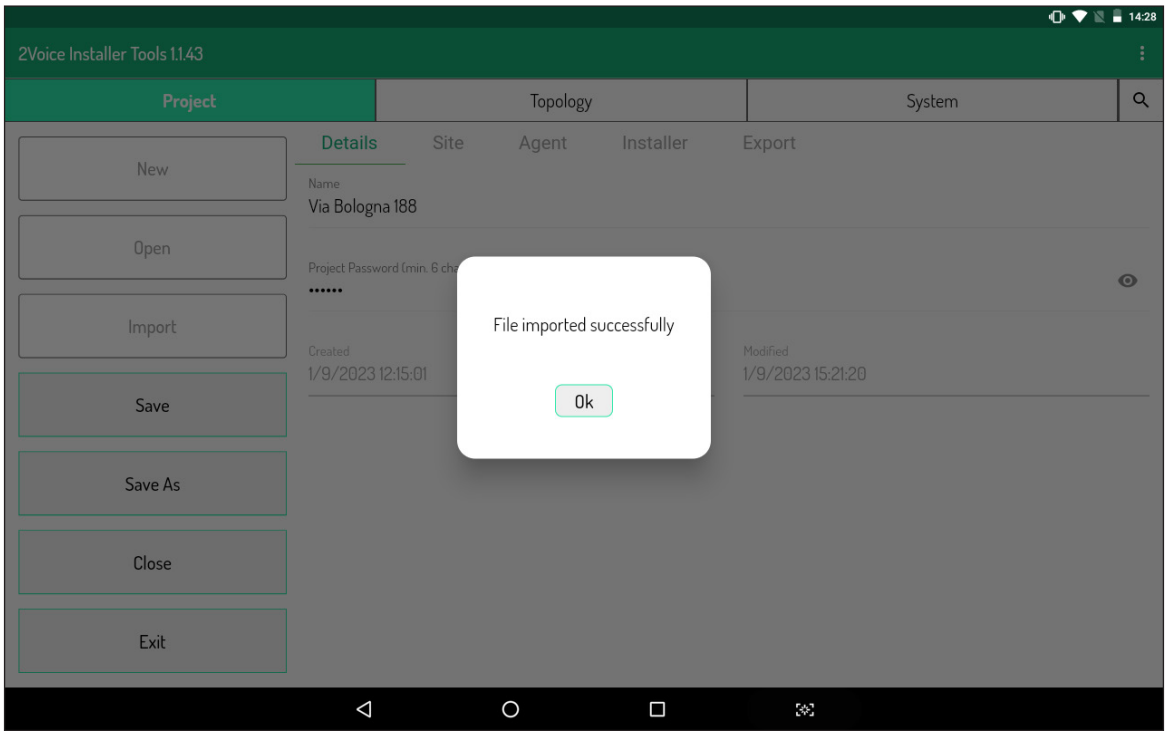 14:28
2Voice Installer Tools 1.1.43
Project Topology System
Details Site Agent Installer Export
New
Open
Import
Save
Save As
Close
Exit
Name
Via Bologna 188
Project Password (min. 6 cha
••••••
Created
1/9/2023 12:15:01
Modified
1/9/2023 15:21:20
File imported successfully
Ok